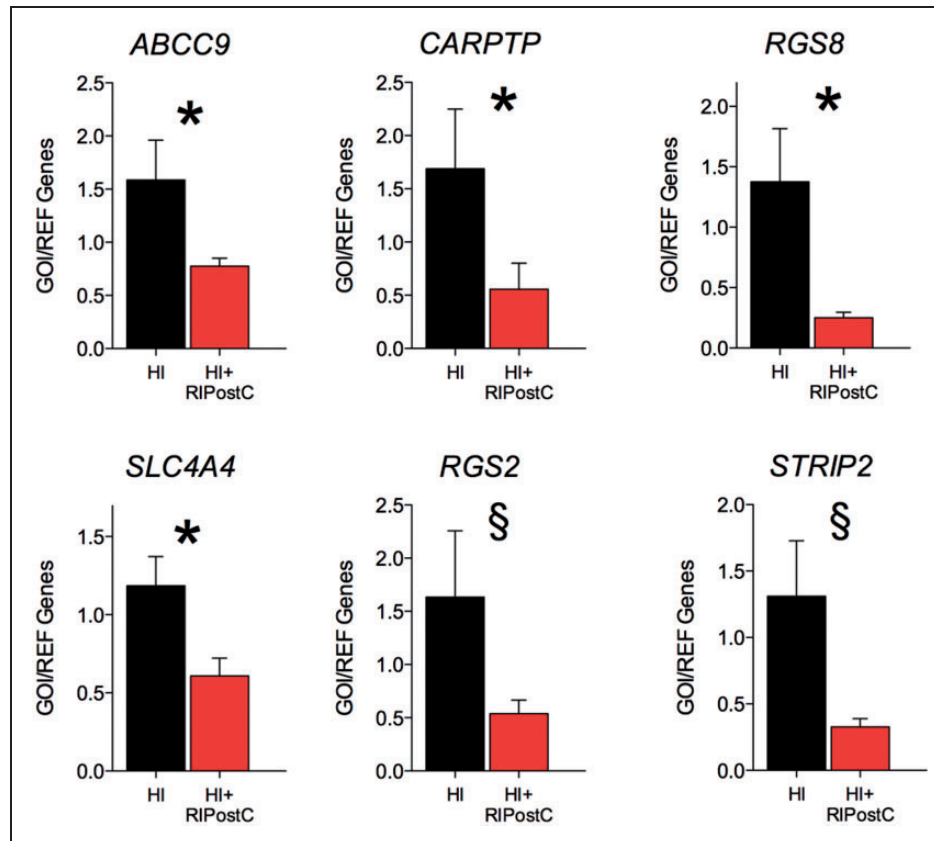 ABCC9
CARPTP
RGS8
GOI/REF Genes
2.5
2.0
1.5
1.0
0.5
0.0
*
HI
HI+
RIPostC
GOI/REF Genes
2.5
2.0
1.5
1.0
0.5
0.0
*
HI
HI+
RIPostC
GOI/REF Genes
2.0
1.5
1.0
0.5
0.0
*
HI
HI+
RIPostC
SLC4A4
RGS2
STRIP2
GOI/REF Genes
1.5
1.0
0.5
0.0
*
HI
HI+
RIPostC
GOI/REF Genes
2.5
2.0
1.5
1.0
0.5
0.0
§
HI
HI+
RIPostC
GOI/REF Genes
2.0
1.5
1.0
0.5
0.0
§
HI
HI+
RIPostC